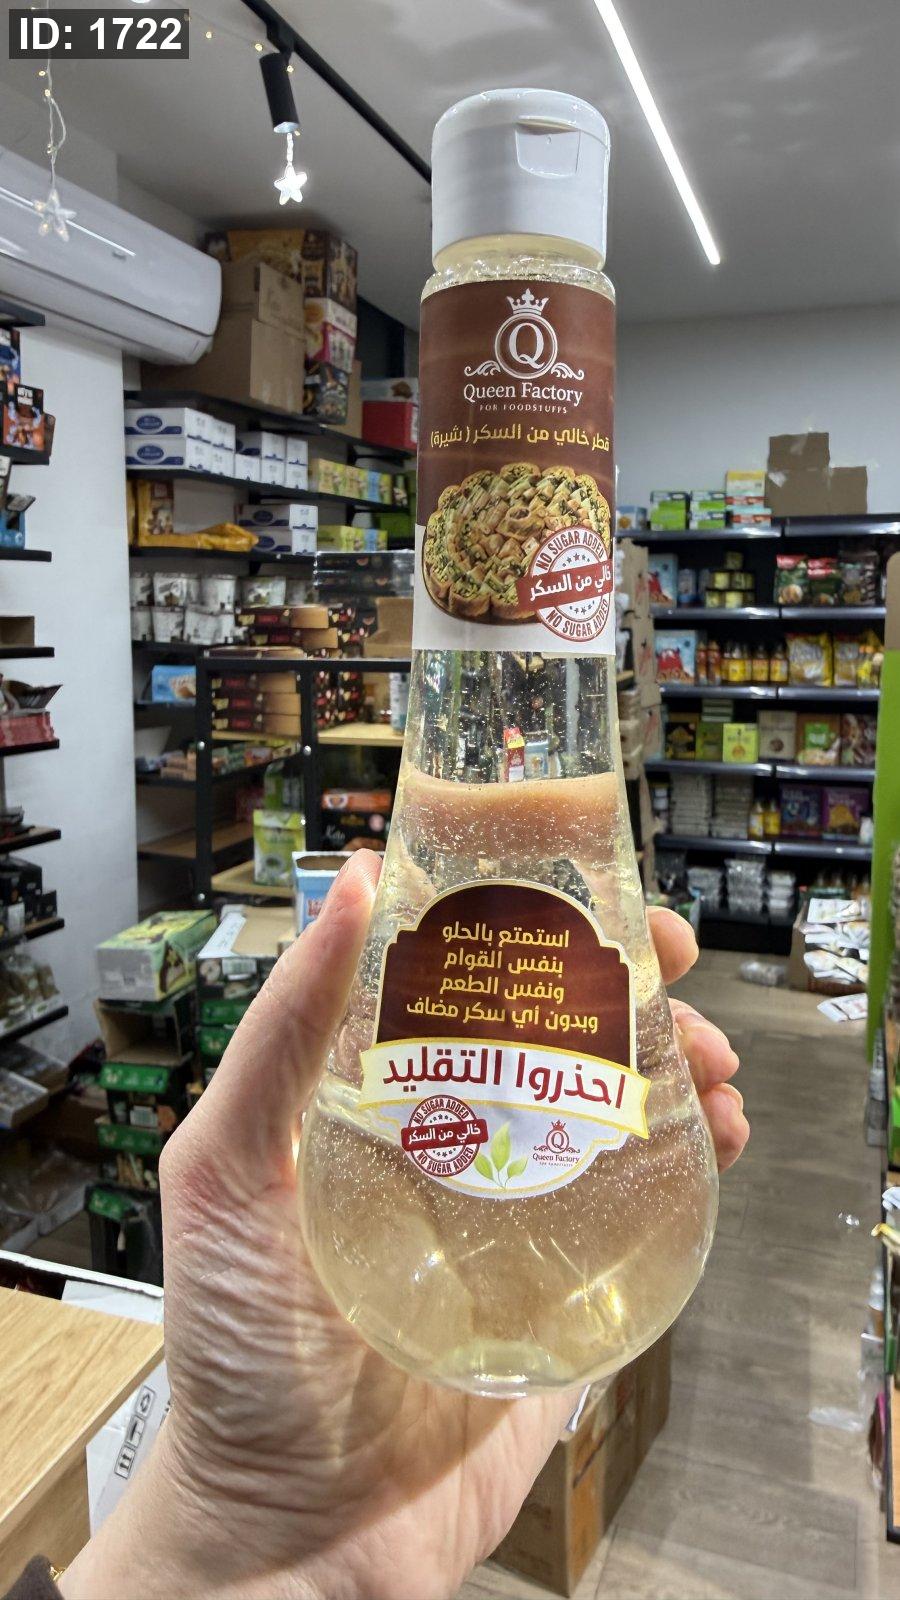 ID: 1722
Q
Queen Factory
FOR FOODSTUFFS
قطر خالي من السكر (شيرة)
NO SUGAR ADDED
خالي من السكر
NO SUGAR ADDED
استمتع بالحلو
بنفس القوام
ونفس الطعم
وبدون أي سكر مضاف
احذروا التقليد
NO SUGAR ADDED
خالي من السكر
NO SUGAR ADDED
Q
Queen Factory
FOR FOODSTUFFS